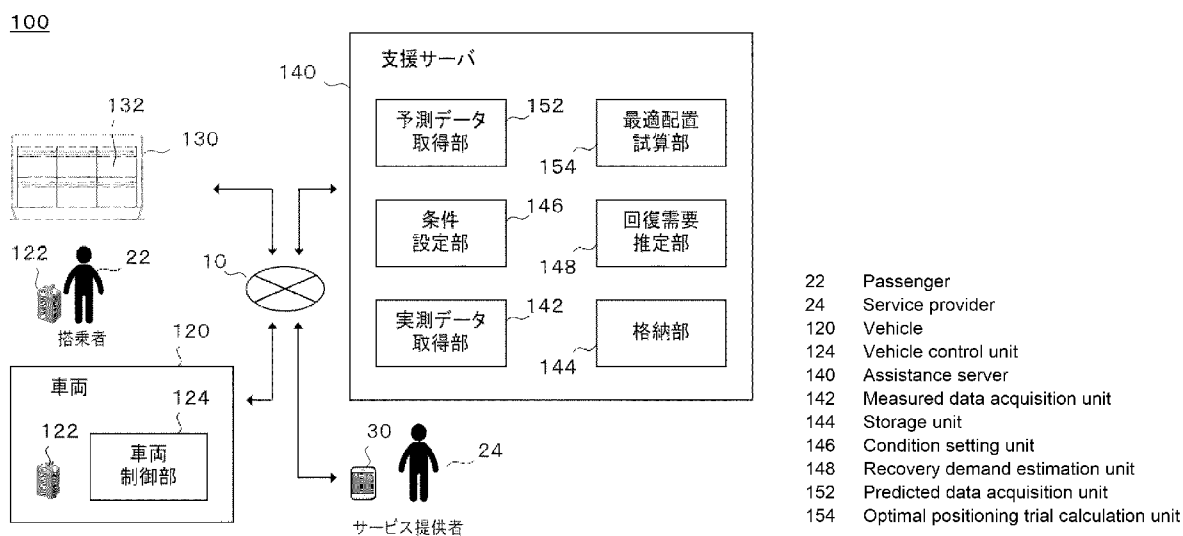 100
支援サーバ
140
132
130
予測データ
取得部
152
最適配置
試算部
154
条件
設定部
146
回復需要
推定部
148
122
22
10
搭乗者
実測データ
取得部
142
格納部
144
120
車両
124
122
車両
制御部
30
24
サービス提供者
22 Passenger
24 Service provider
120 Vehicle
124 Vehicle control unit
140 Assistance server
142 Measured data acquisition unit
144 Storage unit
146 Condition setting unit
148 Recovery demand estimation unit
152 Predicted data acquisition unit
154 Optimal positioning trial calculation unit